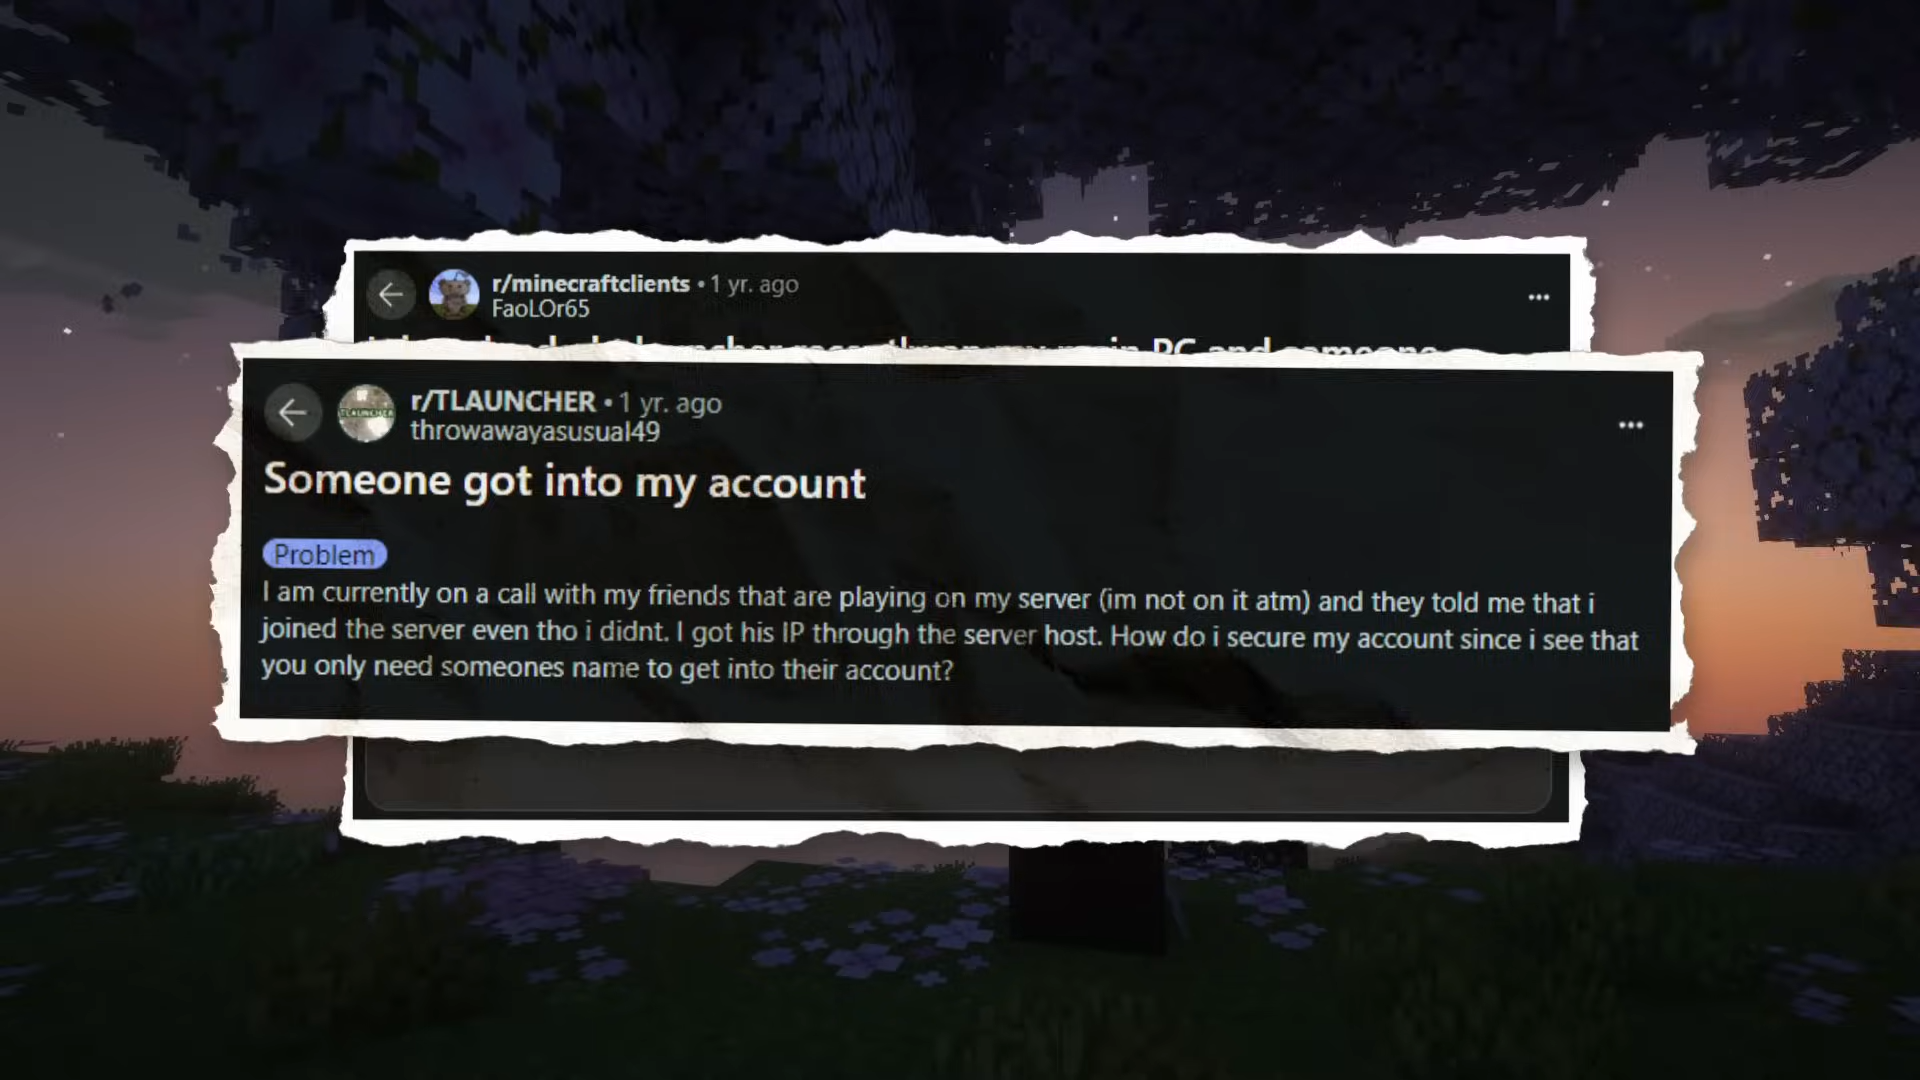 r/minecraftclients • 1 yr. ago
FaoLOr65
PC and someone
r/TLAUNCHER • 1 yr. ago
throwawayasusual49
Someone got into my account
Problem
I am currently on a call with my friends that are playing on my server (im not on it atm) and they told me that i
joined the server even tho i didnt. I got his IP through the server host. How do i secure my account since i see that
you only need someones name to get into their account?